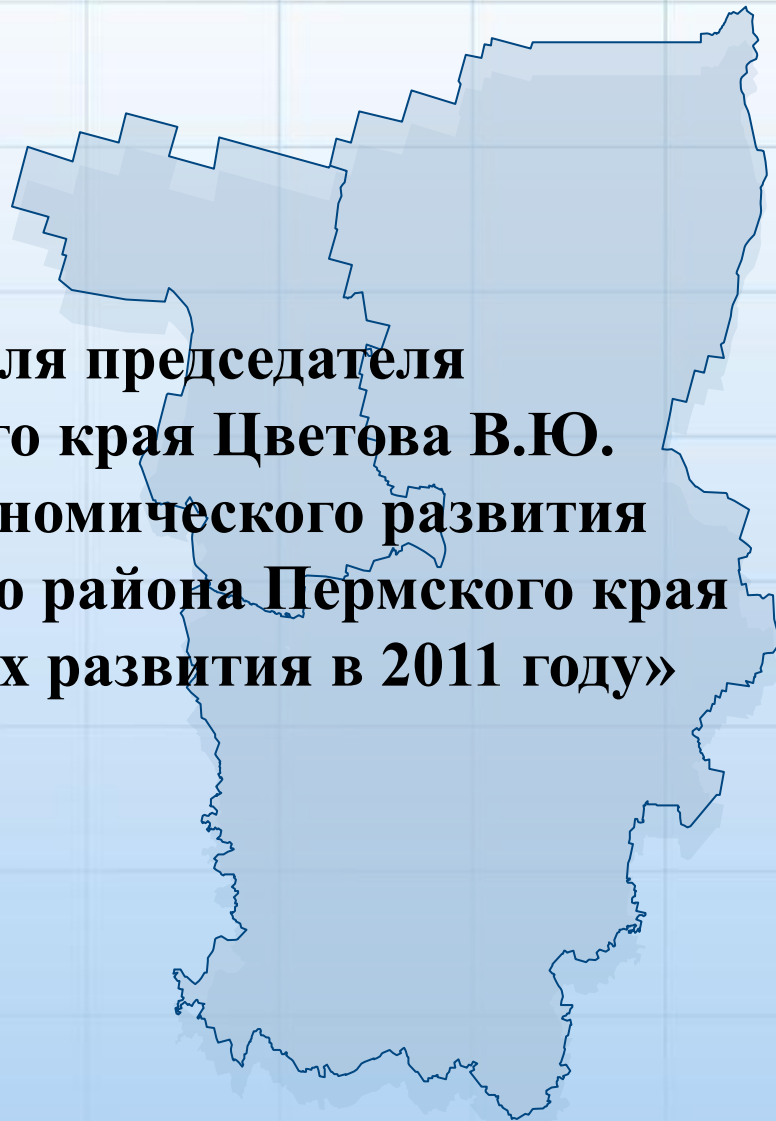 ля председателя
го края Цветова В.Ю.
номического развития
о района Пермского края
х развития в 2011 году»